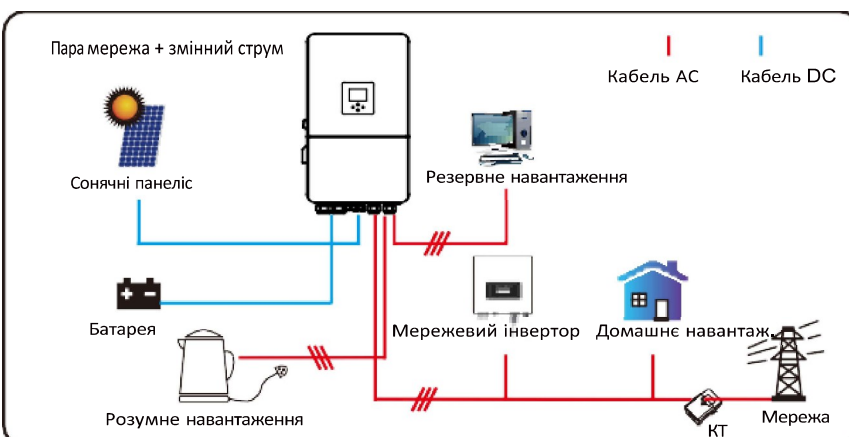 Пара мережа + змінний струм
Кабель AC
Кабель DC
Сонячні панеліс
Резервне навантаження
Батарея
Мережевий інвертор
Домашнє навантаж.
Розумне навантаження
КТ
Мережа